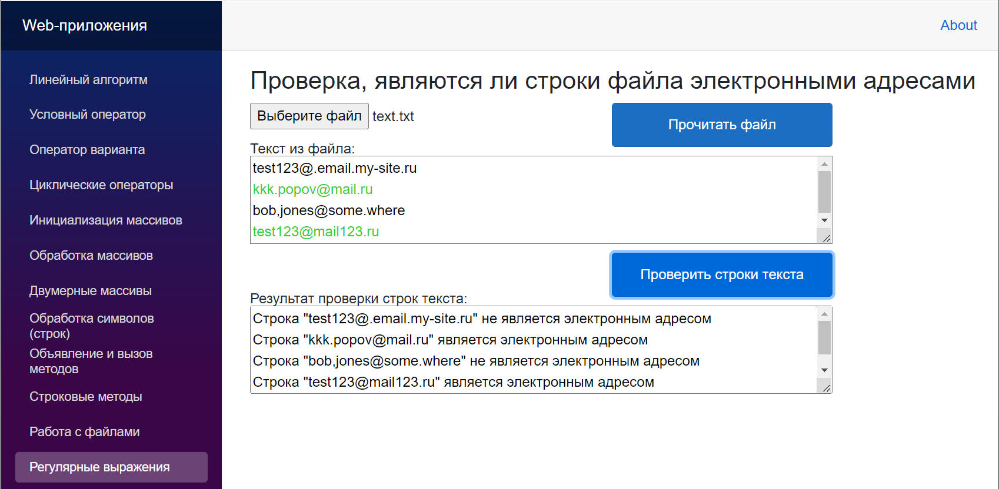 Web-приложения
About
Линейный алгоритм
Условный оператор
Оператор варианта
Циклические операторы
Инициализация массивов
Обработка массивов
Двумерные массивы
Обработка символов
(строк)
Объявление и вызов
методов
Строковые методы
Работа с файлами
Регулярные выражения
Проверка, являются ли строки файла электронными адресами
Выберите файл text.txt
Прочитать файл
Текст из файла:
test123@.email.my-site.ru
kkk.popov@mail.ru
bob,jones@some.where
test123@mail123.ru
Проверить строки текста
Результат проверки строк текста:
Строка "test123@.email.my-site.ru" не является электронным адресом
Строка "kkk.popov@mail.ru" является электронным адресом
Строка "bob,jones@some.where" не является электронным адресом
Строка "test123@mail123.ru" является электронным адресом